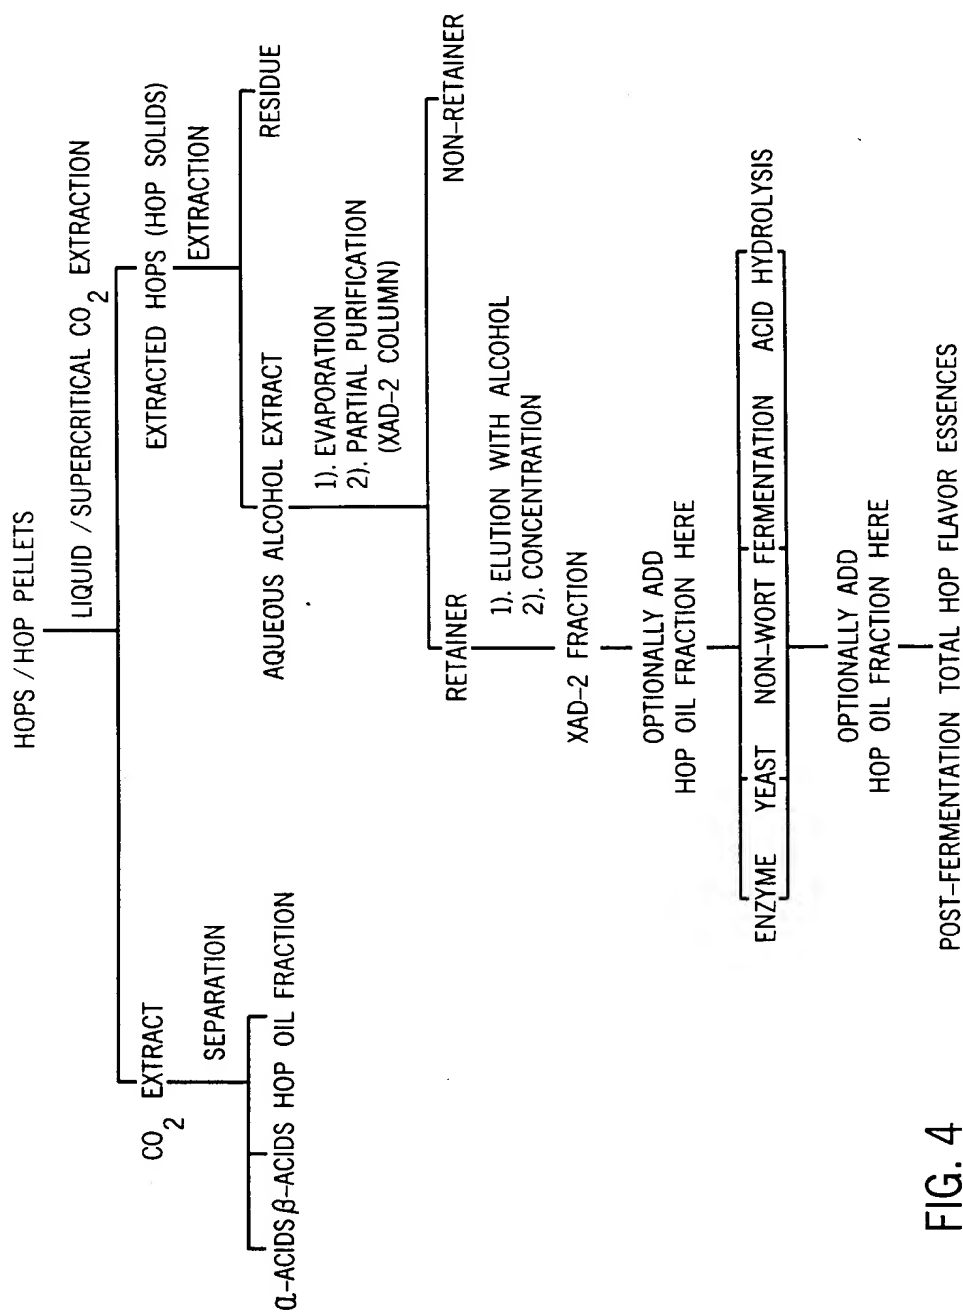 HOPS / HOP PELLETS
LIQUID / SUPERCRITICAL CO2 EXTRACTION
CO2 EXTRACT
EXTRACTED HOPS (HOP SOLIDS)
SEPARATION
EXTRACTION
α-ACIDS β-ACIDS HOP OIL FRACTION
AQUEOUS ALCOHOL EXTRACT
RESIDUE
1). EVAPORATION
2). PARTIAL PURIFICATION
(XAD-2 COLUMN)
RETAINER
NON-RETAINER
1). ELUTION WITH ALCOHOL
2). CONCENTRATION
XAD-2 FRACTION
OPTIONALLY ADD
HOP OIL FRACTION HERE
ENZYME YEAST NON-WORT FERMENTATION ACID HYDROLYSIS
OPTIONALLY ADD
HOP OIL FRACTION HERE
POST-FERMENTATION TOTAL HOP FLAVOR ESSENCES
FIG. 4